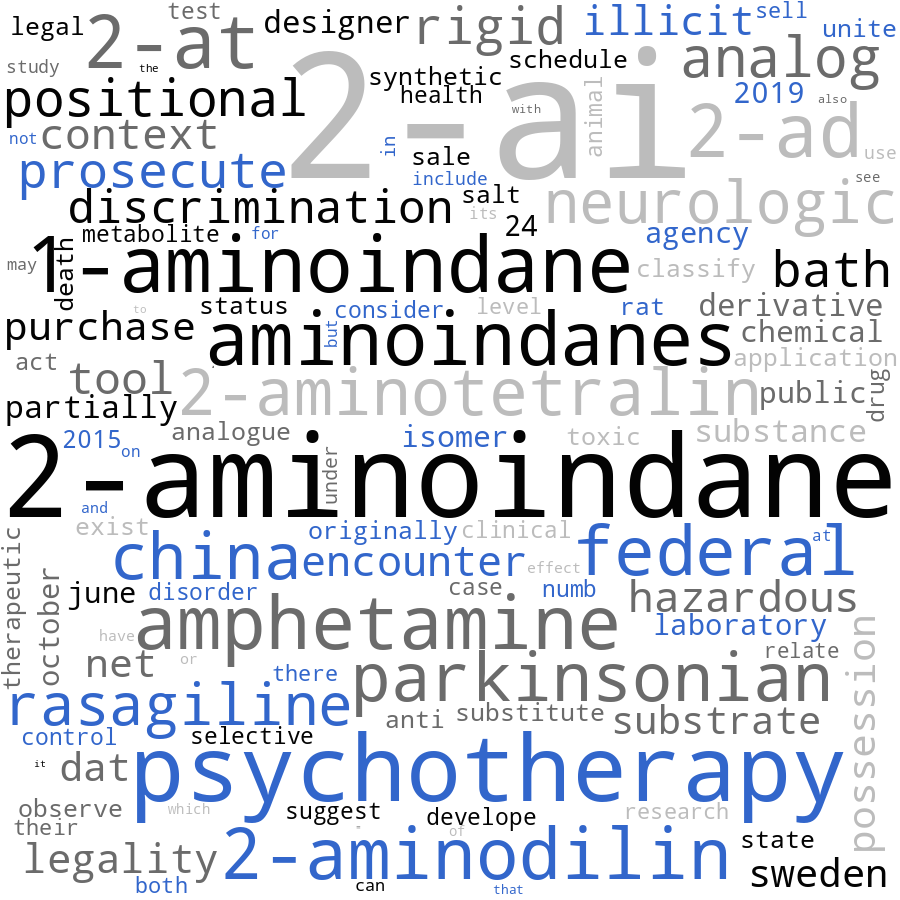 legal 2-at test designer rigid illicit sell unite
study the synthetic schedule analog
positional health 2-ai with animal 2019 also
not context in 2-ad use
prosecute sale include see
discrimination salt its neurologic
metabolite for 24 agency
may 1-aminoindane classify bath
death to status consider level rat derivative
purchase aminoindanes but chemical
act application
tool 2-aminotetralin public drug
partially
2015 on analogue isomer toxic substance
2-aminoindane under
and
exist originally clinical at
china encounter effect federal
therapeutic october june disorder case numb hazardous
amphetamine laboratory
have net or there relate
rasagiline parkinsonian possession
anti substitute substrate
control selective
it dat psychotherapy
observe which suggest develope research
their of
legality 2-aminodilin state
both can that sweden